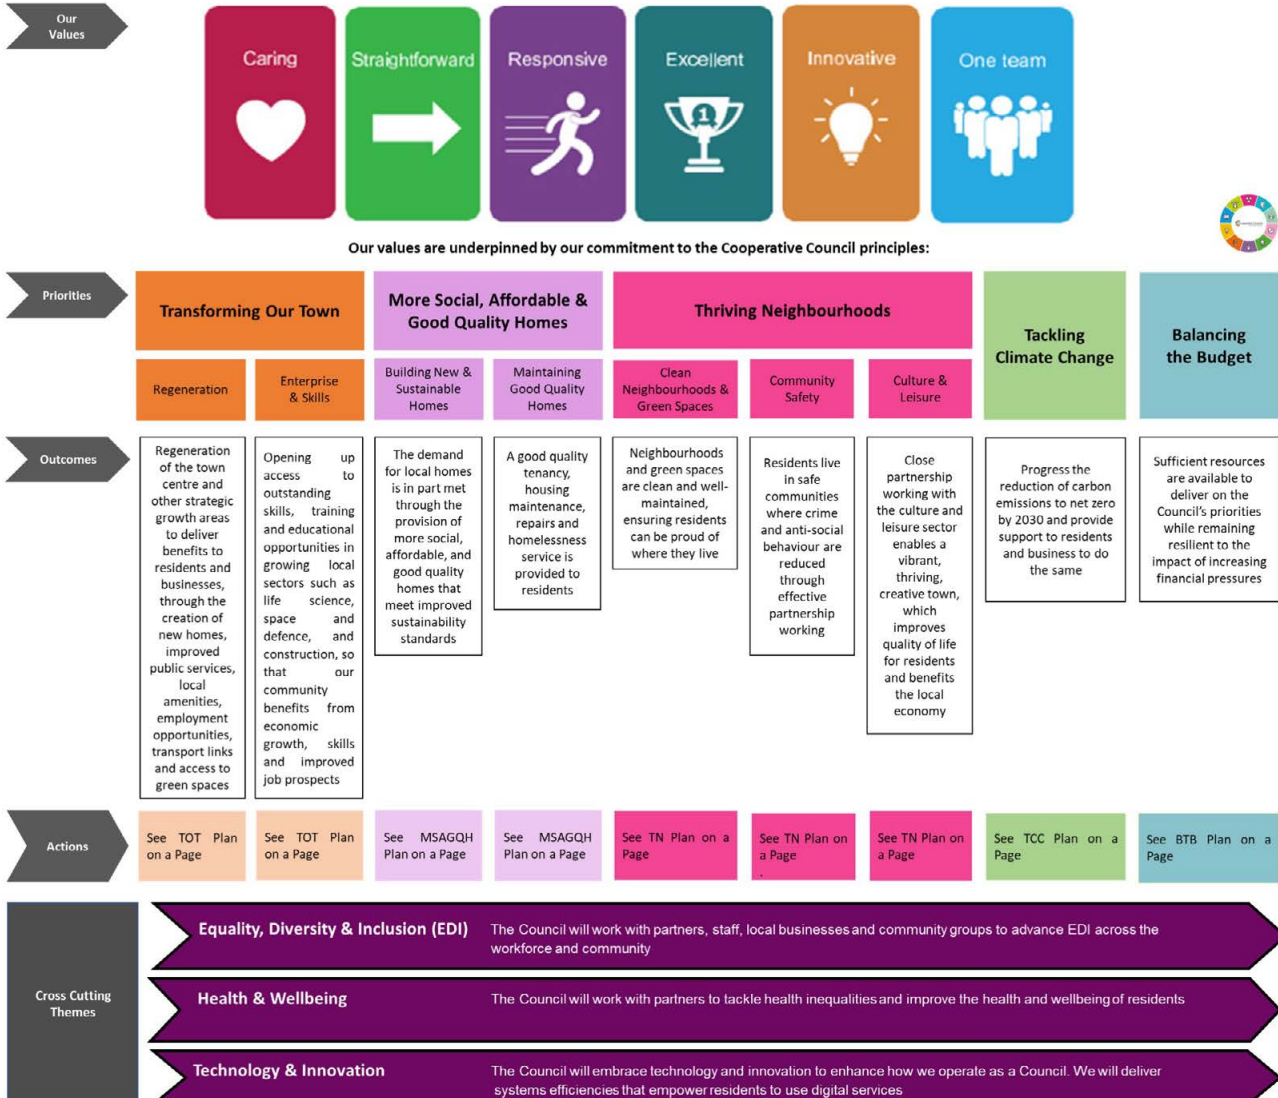 Our
Values
Caring
Straightforward
Responsive
Excellent
Innovative
One team
1
Our values are underpinned by our commitment to the Cooperative Council principles:
Priorities
Transforming Our Town
More Social, Affordable &
Good Quality Homes
Thriving Neighbourhoods
Tackling
Climate Change
Balancing
the Budget
Regeneration
Enterprise
& Skills
Building New &
Sustainable
Homes
Maintaining
Good Quality
Homes
Clean
Neighbourhoods &
Green Spaces
Community
Safety
Culture &
Leisure
Outcomes
Regeneration
of the town
centre and
other strategic
growth areas
to deliver
benefits to
residents and
businesses,
through the
creation of
new homes,
improved
public services,
local
amenities,
employment
opportunities,
transport links
and access to
green spaces
Opening up
access to
outstanding
skills, training
and educational
opportunities in
growing local
sectors such as
life science,
space and
defence, and
construction, so
that our
community
benefits from
economic
growth, skills
and improved
job prospects
The demand
for local homes
is in part met
through the
provision of
more social,
affordable, and
good quality
homes that
meet improved
sustainability
standards
A good quality
tenancy,
housing
maintenance,
repairs and
homelessness
service is
provided to
residents
Neighbourhoods
and green spaces
are clean and well-
maintained,
ensuring residents
can be proud of
where they live
Residents live
in safe
communities
where crime
and anti-social
behaviour are
reduced
through
effective
partnership
working
Close
partnership
working with
the culture and
leisure sector
enables a
vibrant,
thriving,
creative town,
which
improves
quality of life
for residents
and benefits
the local
economy
Progress the
reduction of carbon
emissions to net zero
by 2030 and provide
support to residents
and business to do
the same
Sufficient resources
are available to
deliver on the
Council's priorities
while remaining
resilient to the
impact of increasing
financial pressures
Actions
See TOT Plan
on a Page
See TOT Plan
on a Page
See MSAGQH
Plan on a Page
See MSAGQH
Plan on a Page
See TN Plan on a
Page
See TN Plan on
a Page
.
See TN Plan on
a Page
See TCC Plan on a
Page
See BTB Plan on a
Page
Cross Cutting
Themes
Equality, Diversity & Inclusion (EDI)
The Council will work with partners, staff, local businesses and community groups to advance EDI across the
workforce and community
Health & Wellbeing
The Council will work with partners to tackle health inequalities and improve the health and wellbeing of residents
Technology & Innovation
The Council will embrace technology and innovation to enhance how we operate as a Council. We will deliver
systems efficiencies that empower residents to use digital services